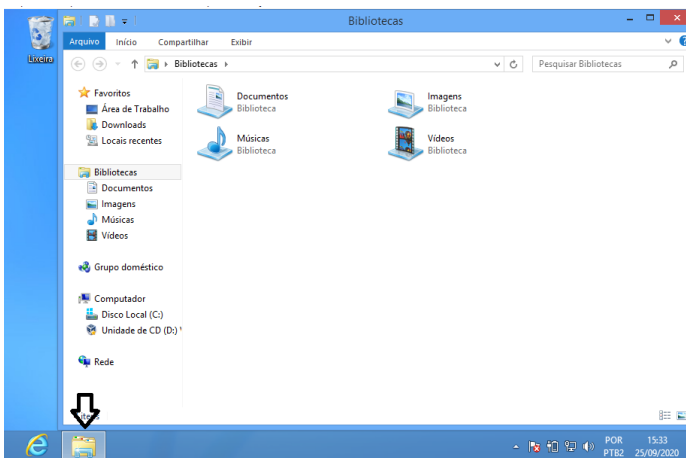 Bibliotecas
Lixeira
Arquivo Início Compartilhar Exibir
Bibliotecas
Pesquisar Bibliotecas
Favoritos
Área de Trabalho
Downloads
Locais recentes
Bibliotecas
Documentos
Imagens
Músicas
Vídeos
Grupo doméstico
Computador
Disco Local (C:)
Unidade de CD (D:)
Rede
Documentos
Biblioteca
Imagens
Biblioteca
Músicas
Biblioteca
Vídeos
Biblioteca
POR 15:33
PTB2 25/09/2020